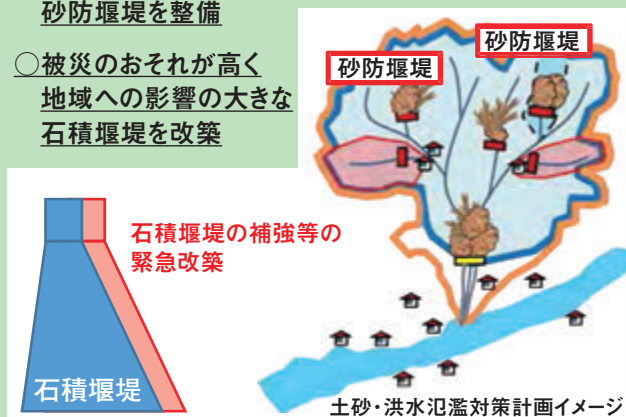 砂防堰堤を整備
○被災のおそれが高く
地域への影響の大きな
石積堰堤を改築
砂防堰堤
砂防堰堤
石積堰堤の補強等の
緊急改築
石積堰堤
土砂・洪水氾濫対策計画イメージ